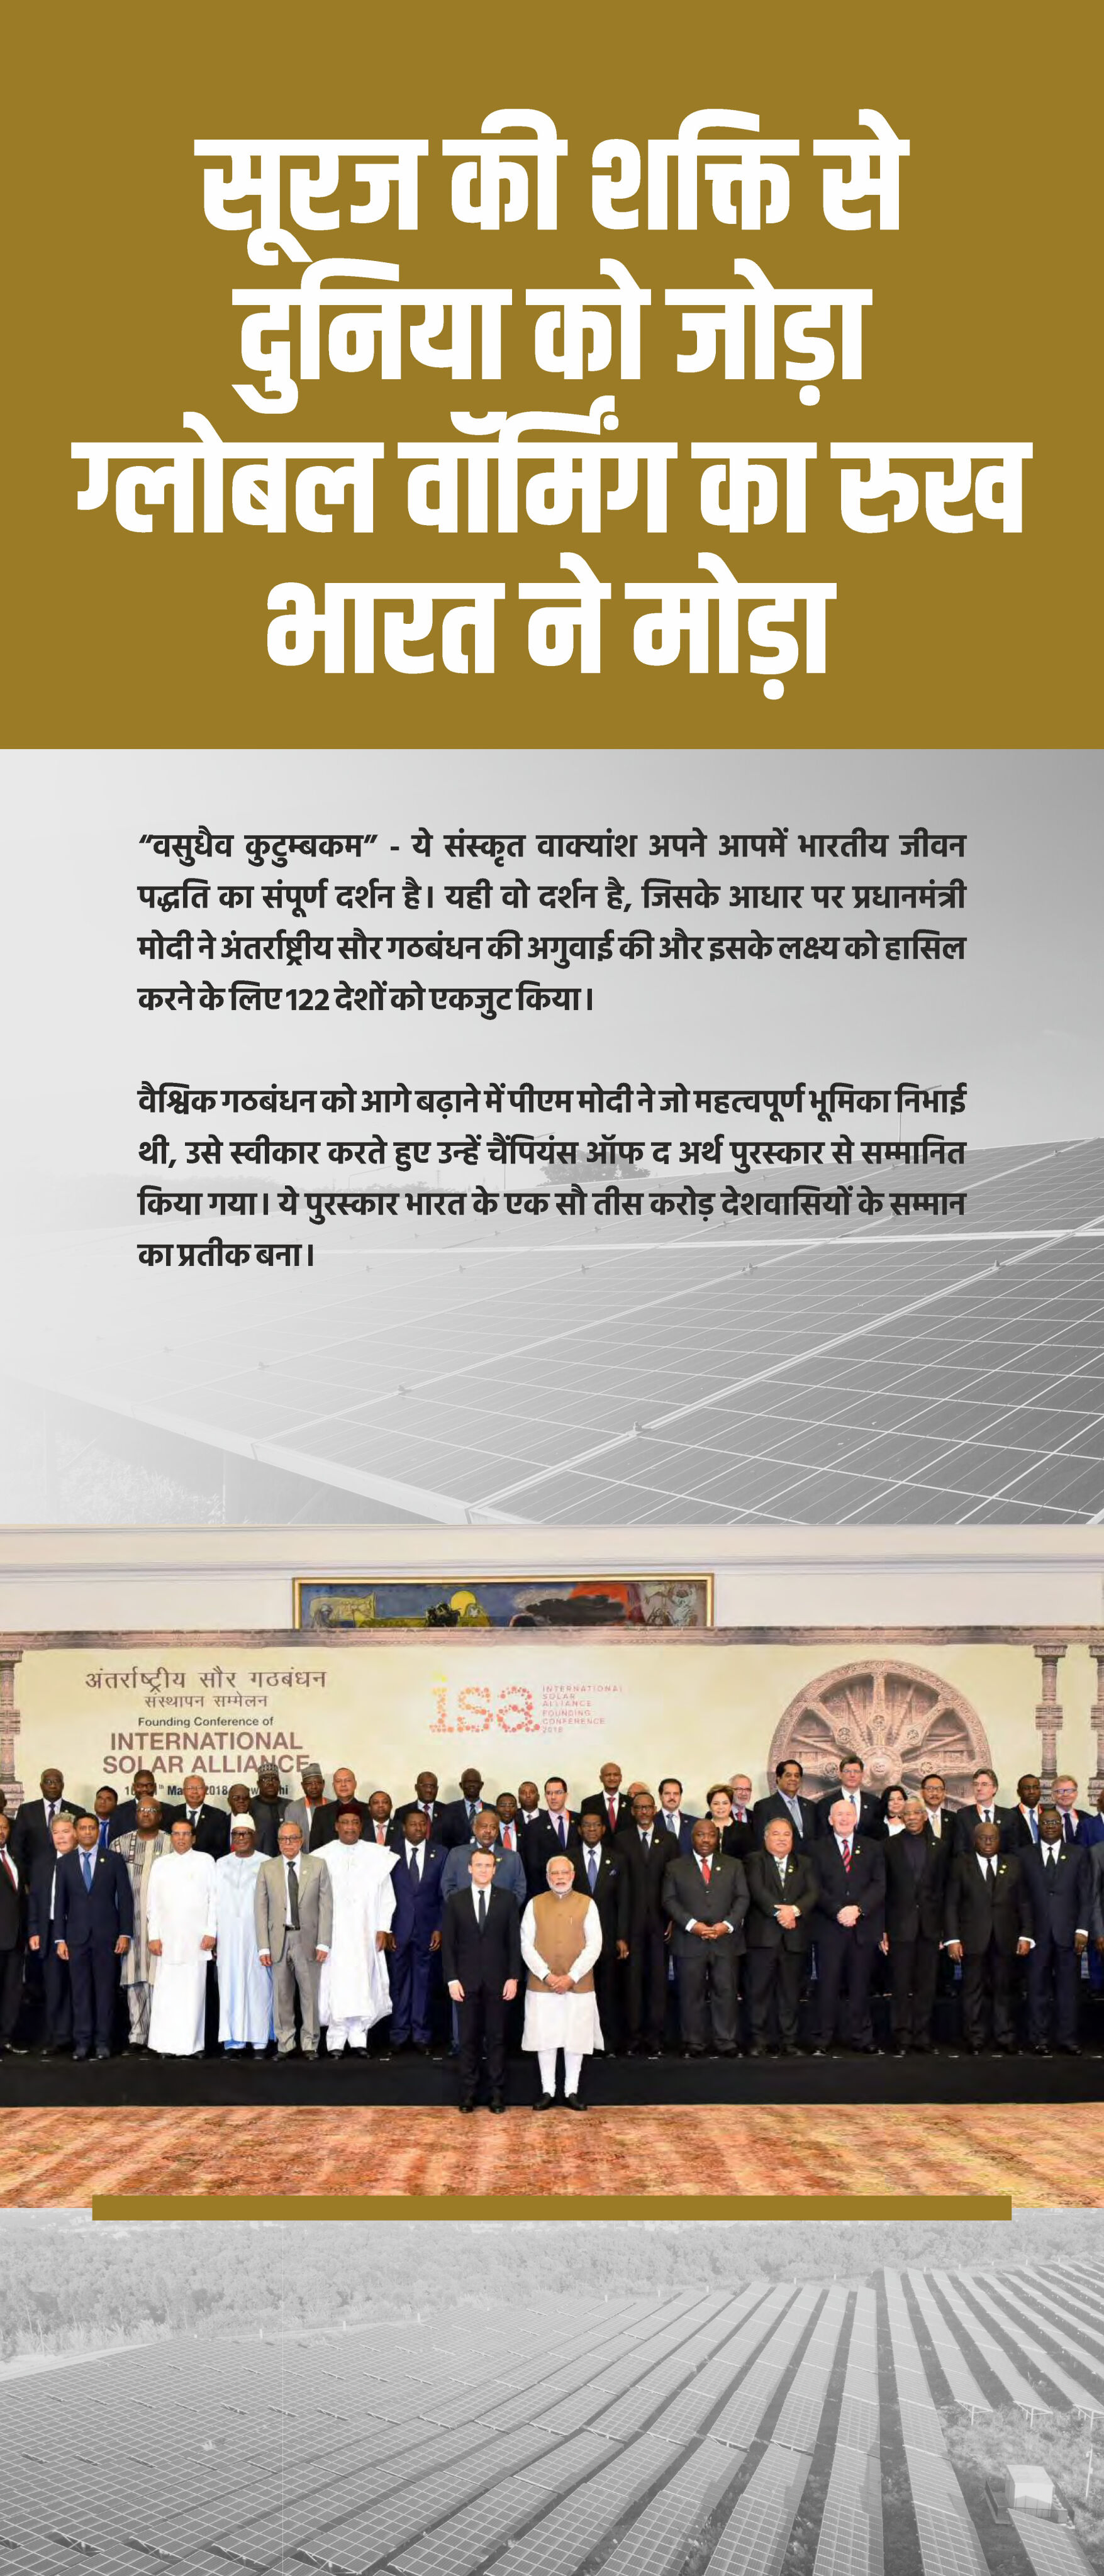 सूरज की शक्ति से
दुनिया को जोड़ा
ग्लोबल वॉर्मिंग का रुख
भारत ने मोड़ा
“वसुधैव कुटुम्बकम” - ये संस्कृत वाक्यांश अपने आपमें भारतीय जीवन
पद्धति का संपूर्ण दर्शन है। यही वो दर्शन है, जिसके आधार पर प्रधानमंत्री
मोदी ने अंतर्राष्ट्रीय सौर गठबंधन की अगुवाई की और इसके लक्ष्य को हासिल
करने के लिए 122 देशों को एकजुट किया।
वैश्विक गठबंधन को आगे बढ़ाने में पीएम मोदी ने जो महत्वपूर्ण भूमिका निभाई
थी, उसे स्वीकार करते हुए उन्हें चैंपियंस ऑफ द अर्थ पुरस्कार से सम्मानित
किया गया। ये पुरस्कार भारत के एक सौ तीस करोड़ देशवासियों के सम्मान
का प्रतीक बना।
अंतर्राष्ट्रीय सौर गठबंधन
संस्थापन सम्मेलन
Founding Conference of
INTERNATIONAL
SOLAR ALLIANCE
2018
isa
INTERNATIONAL
SOLAR
ALLIANCE
FOUNDING
CONFERENCE
2018